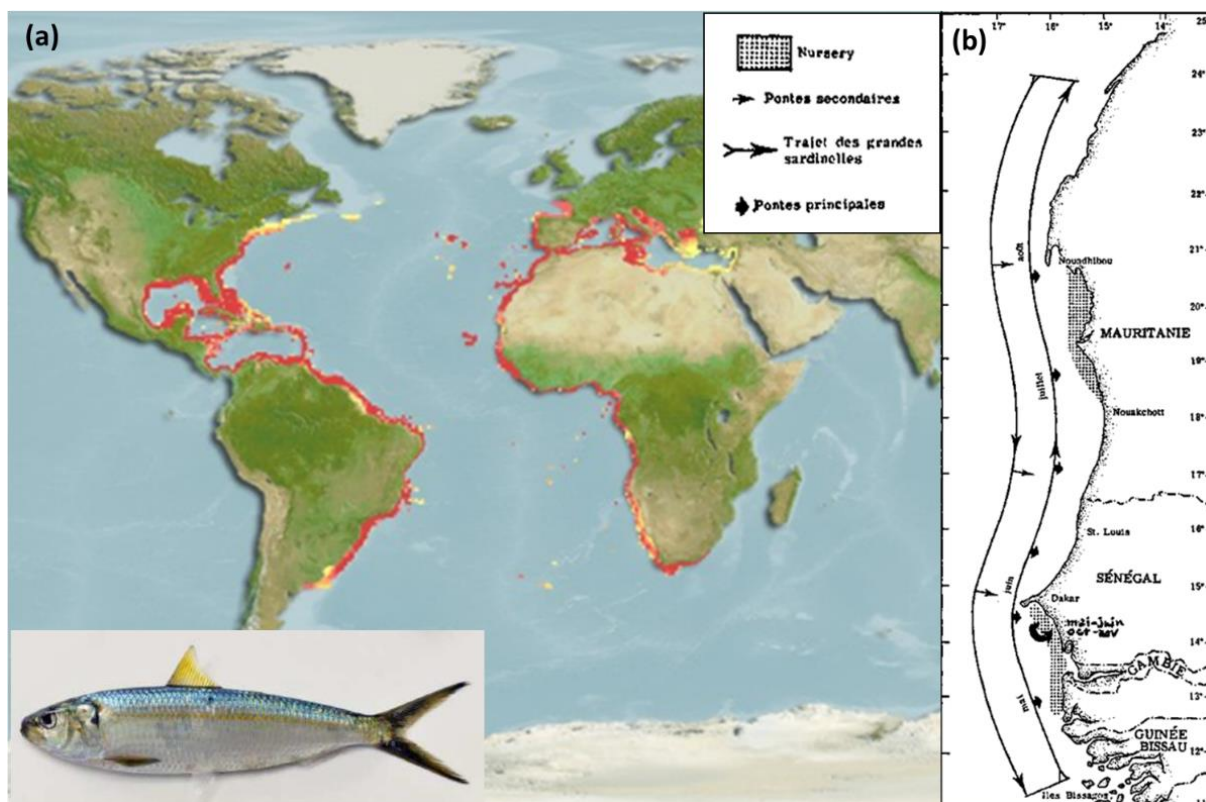 (a)
Nursery
Pontes secondaires
Trajet des grandes
sardinelles
Pontes principales
(b)
17°
16°
15°
24°
23°
22°
21°
20°
19°
18°
17°
16°
15°
14°
13°
12°
août
juillet
juin
mai
Nouadhibou
MAURITANIE
Nouakchott
St. Louis
SÉNÉGAL
Dakar
mai-juin
oct-nov
GAMBIE
GUINÉE
BISSAU
Iles Bissagos